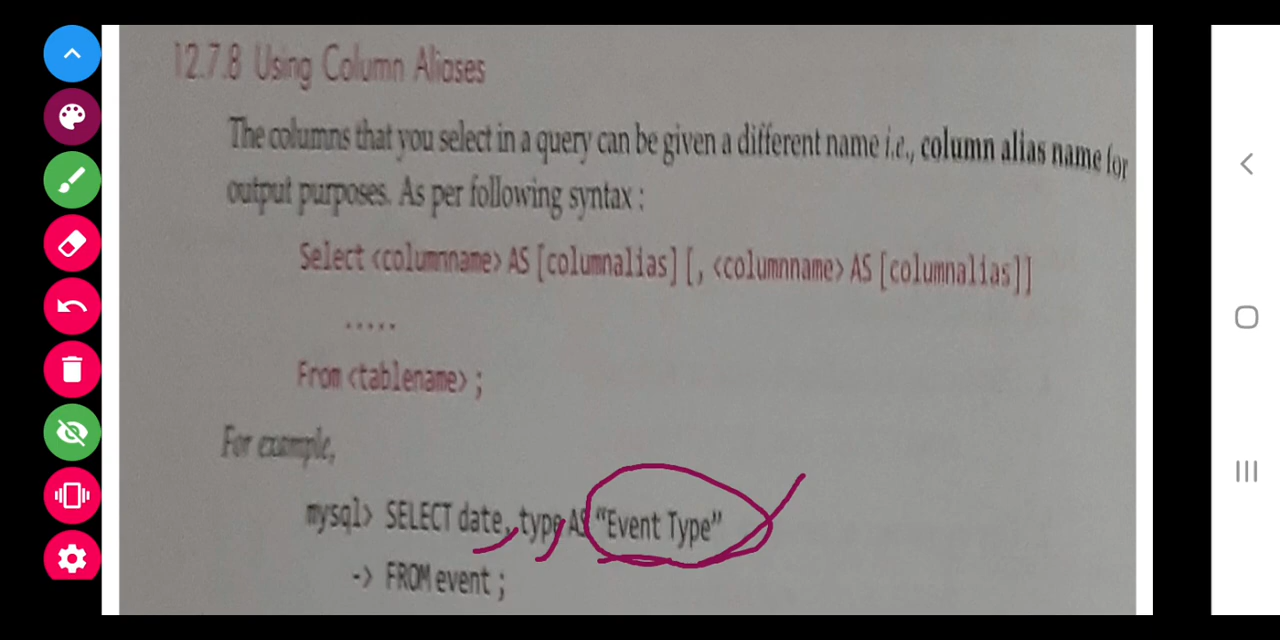 12.7.8 Using Column Aliases
The columns that you select in a query can be given a different name i.e., column alias name for
output purposes. As per following syntax :
Select <columnname> AS [columnalias] [, <columnname> AS [columnalias]]
.....
From <tablename> ;
For example,
mysql> SELECT date, type AS "Event Type"
-> FROM event ;